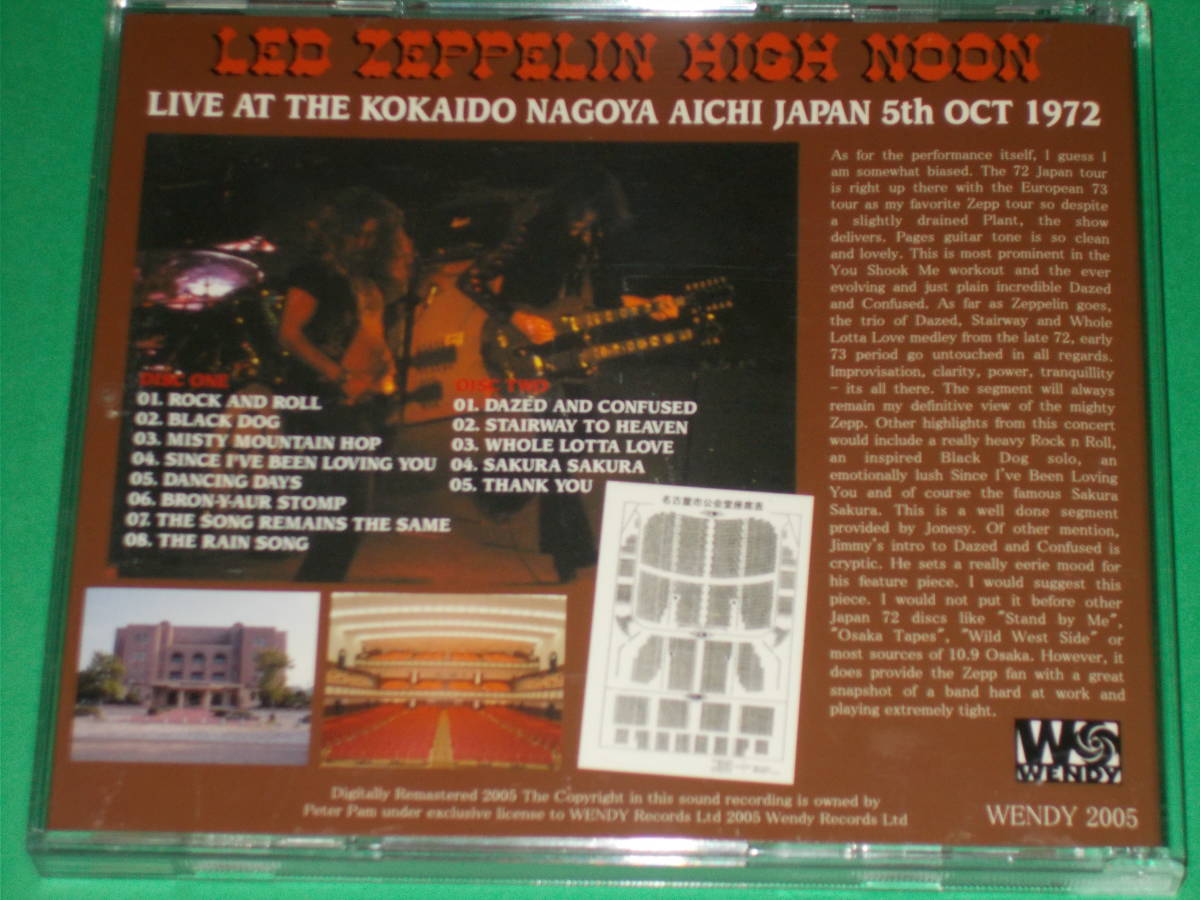 LED ZEPPELIN HIGH NOON
LIVE AT THE KOKAIDO NAGOYA AICHI JAPAN 5th OCT 1972
DISC ONE
01. ROCK AND ROLL
02. BLACK DOG
03. MISTY MOUNTAIN HOP
04. SINCE I'VE BEEN LOVING YOU
05. DANCING DAYS
06. BRON-Y-AUR STOMP
07. THE SONG REMAINS THE SAME
08. THE RAIN SONG
DISC TWO
01. DAZED AND CONFUSED
02. STAIRWAY TO HEAVEN
03. WHOLE LOTTA LOVE
04. SAKURA SAKURA
05. THANK YOU
As for the performance itself, I guess I
am somewhat biased. The 72 Japan tour
is right up there with the European 73
tour as my favorite Zepp tour so despite
a slightly drained Plant, the show
delivers. Pages guitar tone is so clean
and lovely. This is most prominent in the
You Shook Me workout and the ever
evolving and just plain incredible Dazed
and Confused. As far as Zeppelin goes,
the trio of Dazed, Stairway and Whole
Lotta Love medley from the late 72, early
73 period go untouched in all regards.
Improvisation, clarity, power, tranquillity
- its all there. The segment will always
remain my definitive view of the mighty
Zepp. Other highlights from this concert
would include a really heavy Rock n Roll,
an inspired Black Dog solo, an
emotionally lush Since I've Been Loving
You and of course the famous Sakura
Sakura. This is a well done segment
provided by Jonesy. Of other mention,
Jimmy's intro to Dazed and Confused is
cryptic. He sets a really eerie mood for
his feature piece. I would suggest this
piece. I would not put it before other
Japan 72 discs like "Stand by Me",
"Osaka Tapes", "Wild West Side" or
most sources of 10.9 Osaka. However, it
does provide the Zepp fan with a great
snapshot of a band hard at work and
playing extremely tight.
名古屋市公会堂座席表
WENDY
Digitally Remastered 2005 The Copyright in this sound recording is owned by
Peter Pam under exclusive license to WENDY Records Ltd 2005 Wendy Records Ltd
WENDY 2005